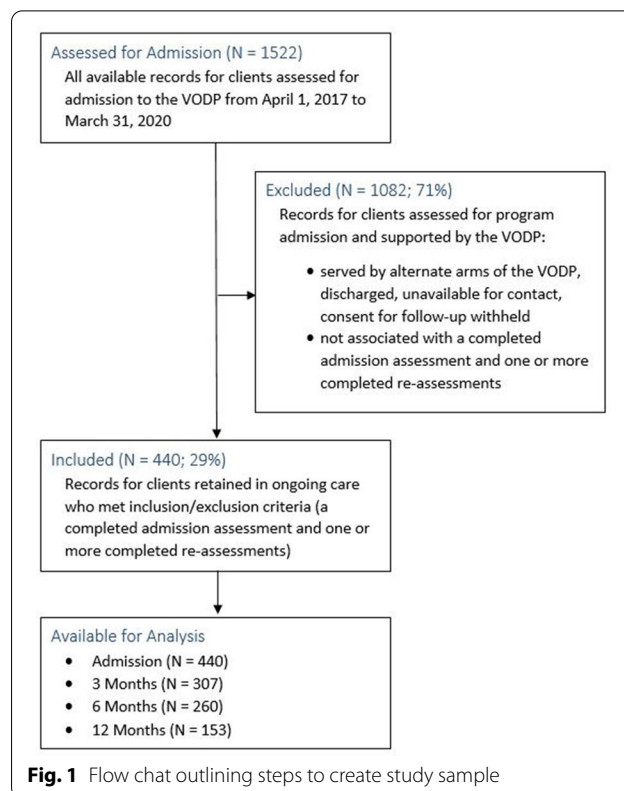 Assessed for Admission (N = 1522)
All available records for clients assessed for
admission to the VODP from April 1, 2017 to
March 31, 2020
Excluded (N = 1082; 71%)
Records for clients assessed for program
admission and supported by the VODP:
• served by alternate arms of the VODP,
discharged, unavailable for contact,
consent for follow-up withheld
• not associated with a completed
admission assessment and one or more
completed re-assessments
Included (N = 440; 29%)
Records for clients retained in ongoing care
who met inclusion/exclusion criteria (a
completed admission assessment and one or
more completed re-assessments)
Available for Analysis
• Admission (N = 440)
• 3 Months (N = 307)
• 6 Months (N = 260)
• 12 Months (N = 153)
Fig. 1 Flow chat outlining steps to create study sample